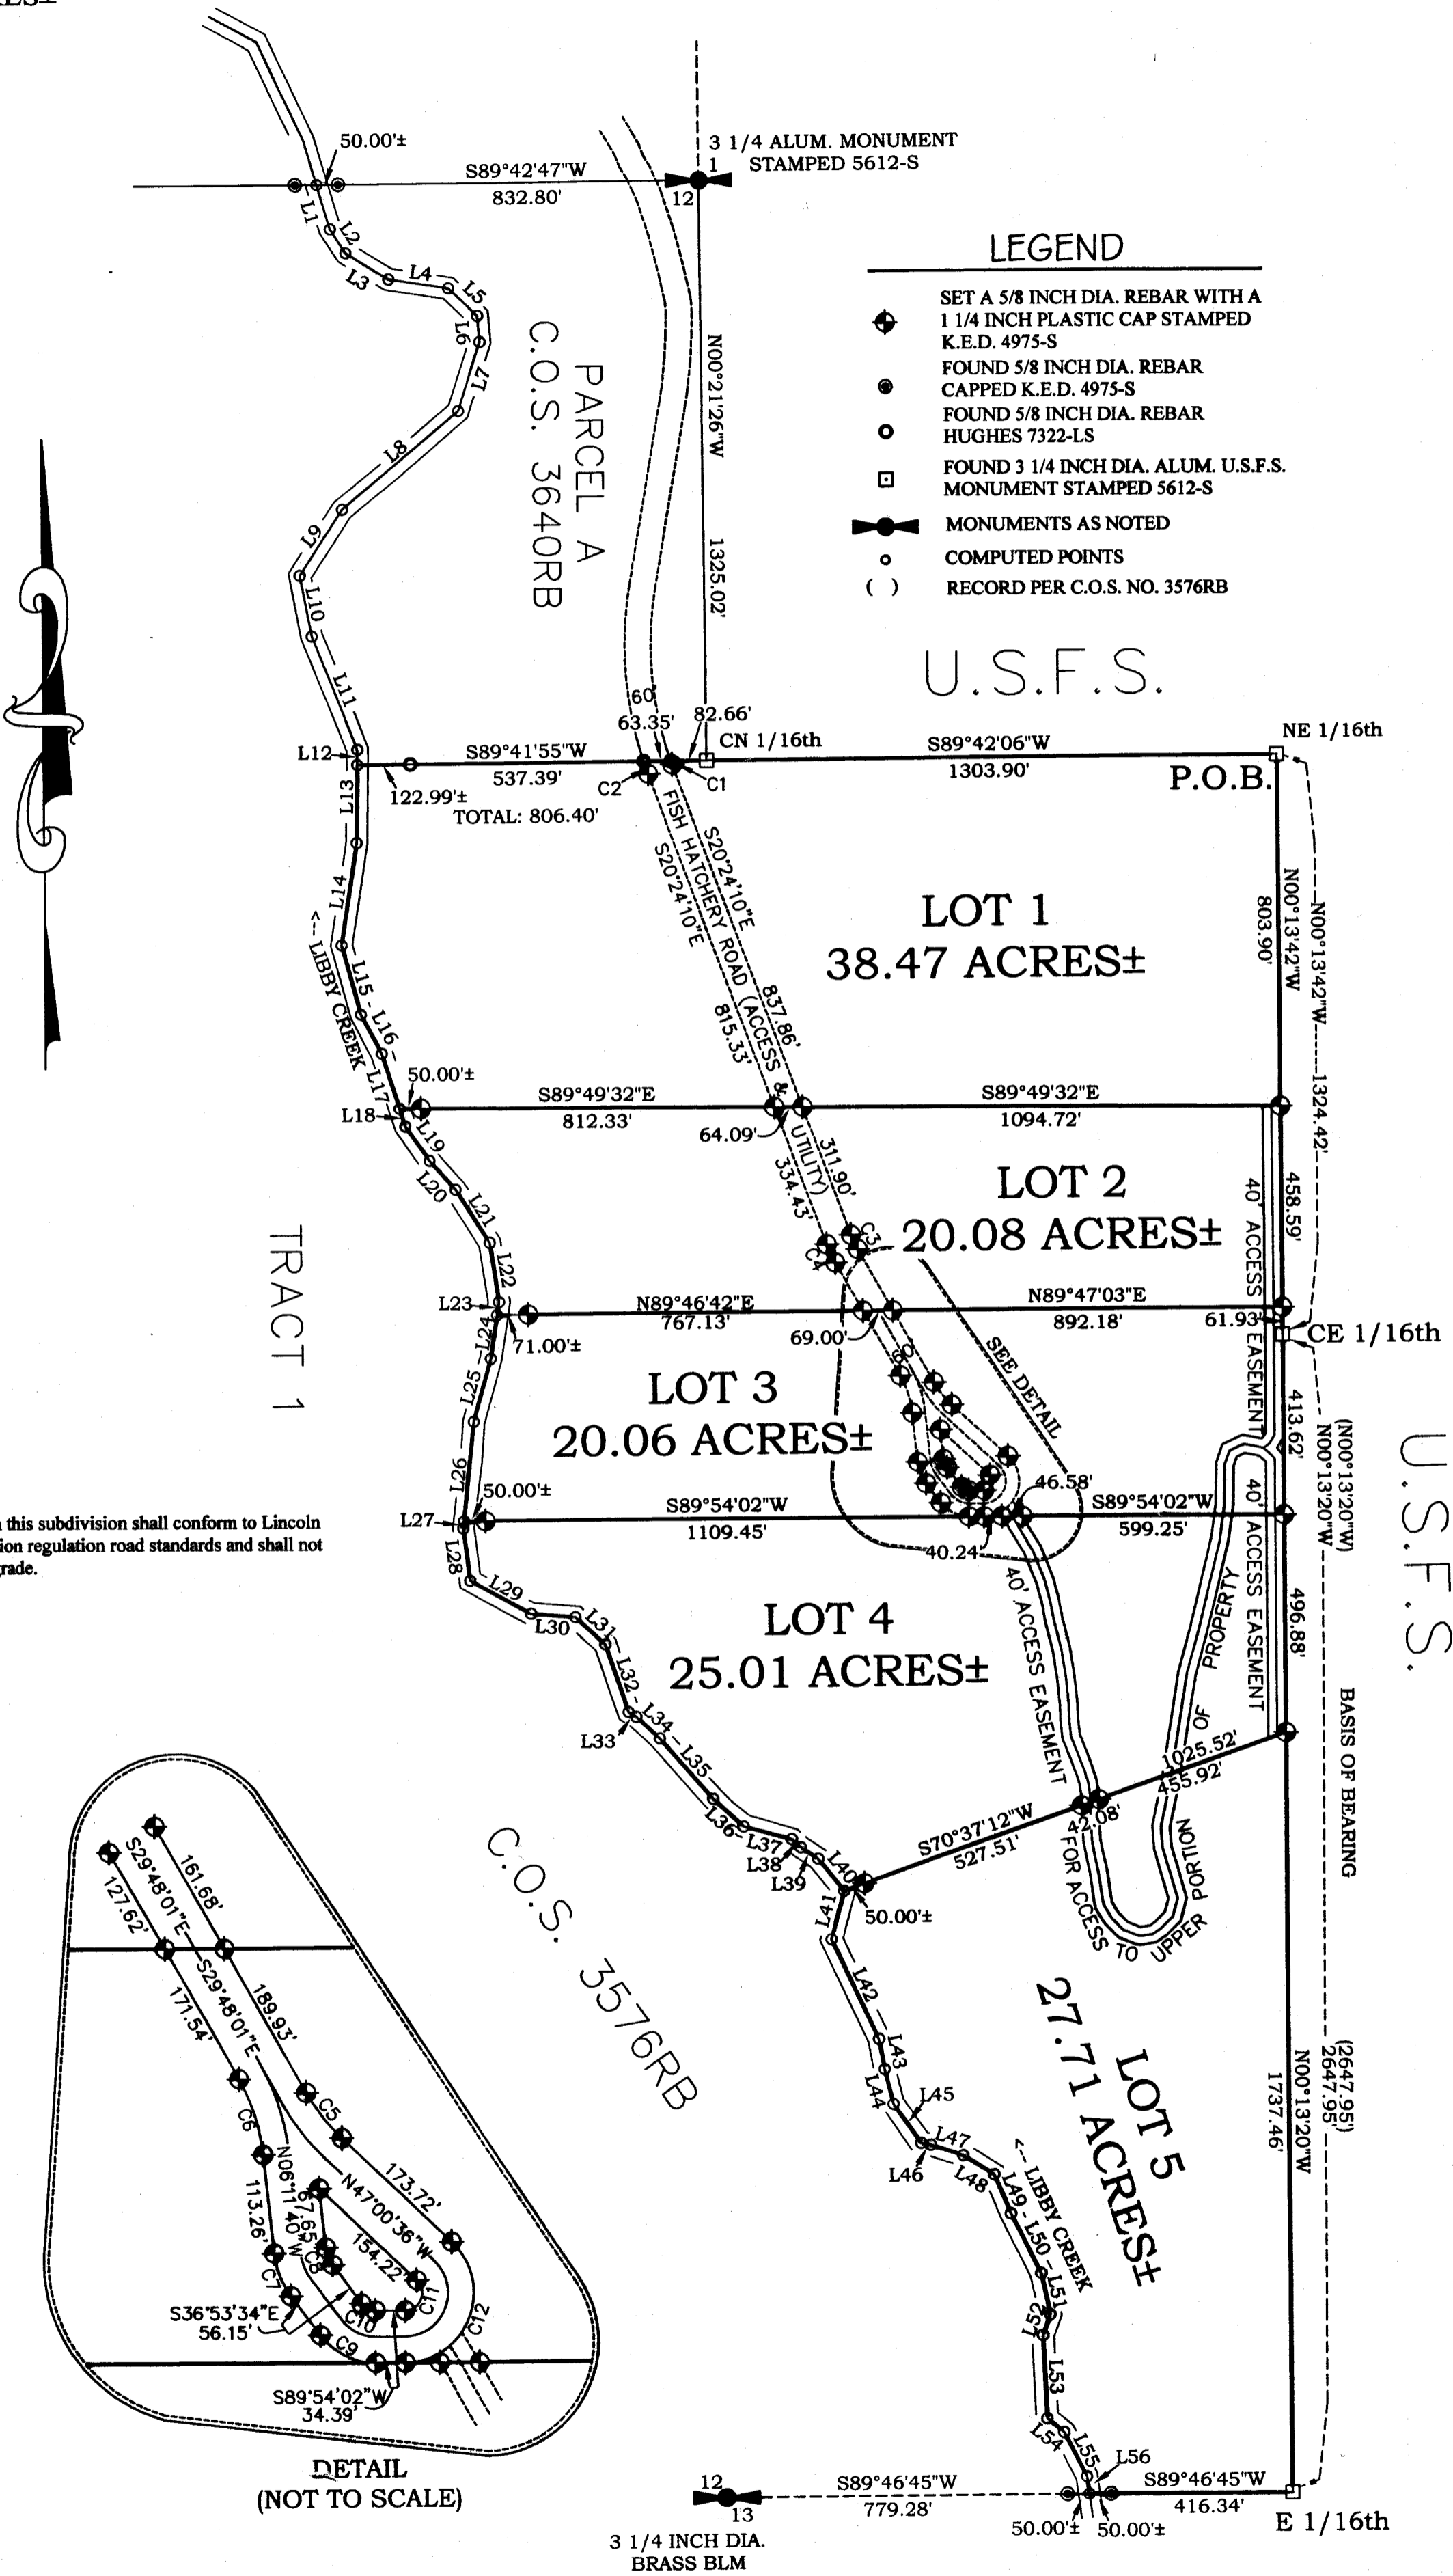 50.00'±
S89°42'47"W
832.80'
3 1/4 ALUM. MONUMENT
STAMPED 5612-S
1
12
L1
L2
L3
L4
L5
L6
L7
L8
L9
L10
L11
PARCEL A
C.O.S. 3640RB
N00°21'26"W
1325.02'
LEGEND
SET A 5/8 INCH DIA. REBAR WITH A
1 1/4 INCH PLASTIC CAP STAMPED
K.E.D. 4975-S
FOUND 5/8 INCH DIA. REBAR
CAPPED K.E.D. 4975-S
FOUND 5/8 INCH DIA. REBAR
HUGHES 7322-LS
FOUND 3 1/4 INCH DIA. ALUM. U.S.F.S.
MONUMENT STAMPED 5612-S
MONUMENTS AS NOTED
COMPUTED POINTS
( ) RECORD PER C.O.S. NO. 3576RB
U.S.F.S.
60'
63.35'
82.66'
CN 1/16th
NE 1/16th
S89°42'06"W
1303.90'
P.O.B.
L12
S89°41'55"W
537.39'
122.99'±
TOTAL: 806.40'
C2
C1
L13
L14
<-- LIBBY CREEK
L15
L16
L17
FISH HATCHERY ROAD (ACCESS & UTILITY)
S20°24'10"E
S20°24'10"E
837.86'
815.33'
LOT 1
38.47 ACRES±
N00°13'42"W
803.90'
N00°13'42"W
1324.42'
50.00'±
L18
S89°49'32"E
812.33'
64.09'
S89°49'32"E
1094.72'
L19
L20
L21
L22
311.90'
334.43'
C3
C4
LOT 2
20.08 ACRES±
40' ACCESS EASEMENT
458.59'
TRACT 1
L23
71.00'±
N89°46'42"E
767.13'
69.00'
N89°47'03"E
892.18'
61.93'
CE 1/16th
L24
L25
L26
60'
SEE DETAIL
LOT 3
20.06 ACRES±
413.62'
(N00°13'20"W)
N00°13'20"W
U.S.F.S.
this subdivision shall conform to Lincoln
ion regulation road standards and shall not
rade.
L27
50.00'±
S89°54'02"W
1109.45'
40.24'
46.58'
S89°54'02"W
599.25'
L28
L29
L30
L31
L32
L33
L34
L35
L36
L37
L38
L39
L40
LOT 4
25.01 ACRES±
40' ACCESS EASEMENT
40' ACCESS EASEMENT
FOR ACCESS TO UPPER PORTION OF PROPERTY
496.88'
BASIS OF BEARING
1025.52'
455.92'
42.08'
S70°37'12"W
527.51'
50.00'±
C.O.S. 3576RB
L41
L42
L43
L44
L45
L46
L47
L48
L49
L50
L51
L52
L53
L54
L55
L56
<-- LIBBY CREEK
LOT 5
27.71 ACRES±
(2647.95')
2647.95'
N00°13'20"W
1737.46'
161.68'
S29°48'01"E
127.62'
189.93'
S29°48'01"E
171.54'
C5
C6
N06°11'40"W
113.26'
N47°00'36"W
173.72'
67.65'
154.22'
C7
C8
C9
C10
C11
C12
S36°53'34"E
56.15'
S89°54'02"W
34.39'
DETAIL
(NOT TO SCALE)
12
13
3 1/4 INCH DIA.
BRASS BLM
S89°46'45"W
779.28'
S89°46'45"W
416.34'
50.00'±
50.00'±
E 1/16th